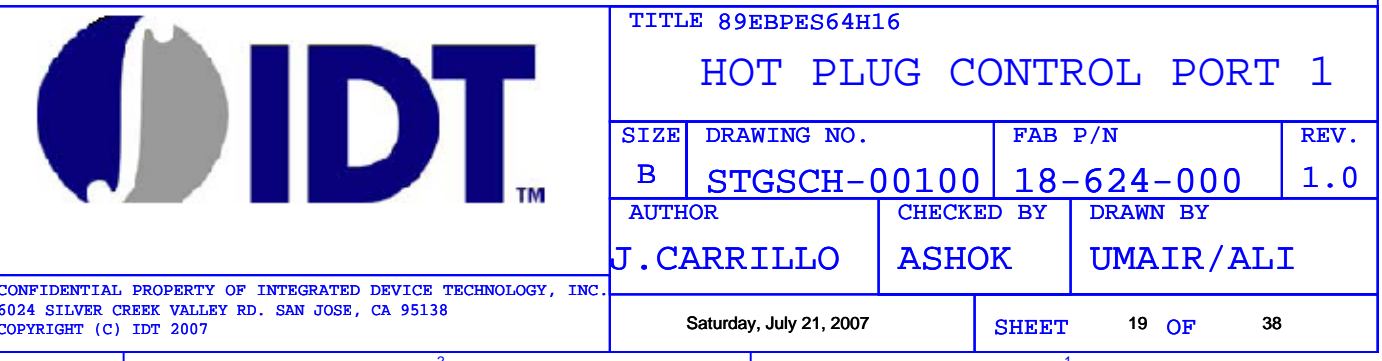 IDT TM
TITLE 89EBPES64H16
HOT PLUG CONTROL PORT 1
SIZE DRAWING NO. FAB P/N REV.
B STGSCH-00100 18-624-000 1.0
AUTHOR CHECKED BY DRAWN BY
J.CARRILLO ASHOK UMAIR/ALI
CONFIDENTIAL PROPERTY OF INTEGRATED DEVICE TECHNOLOGY, INC.
6024 SILVER CREEK VALLEY RD. SAN JOSE, CA 95138
COPYRIGHT (C) IDT 2007
Saturday, July 21, 2007 SHEET 19 OF 38